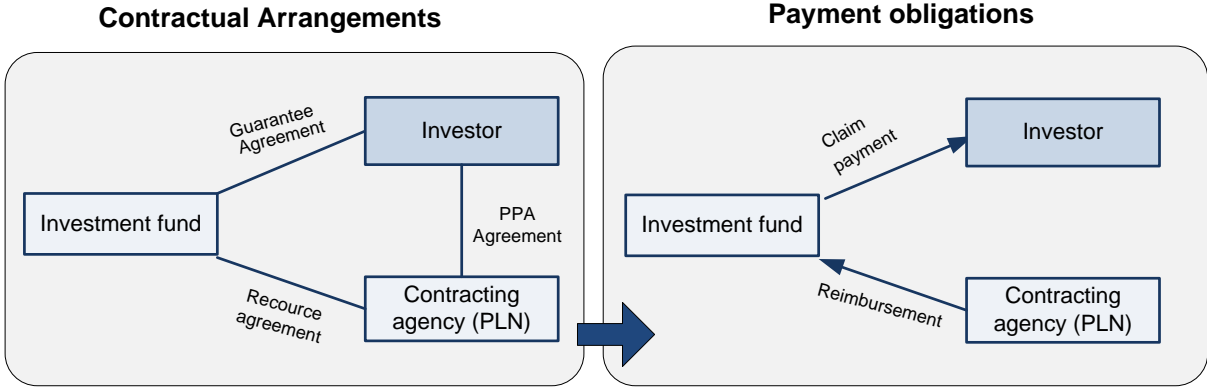 Contractual Arrangements
Guarantee
Agreement
Investor
Investment fund
PPA
Agreement
Recource
agreement
Contracting
agency (PLN)
Payment obligations
Claim
payment
Investor
Investment fund
Reimbursement
Contracting
agency (PLN)